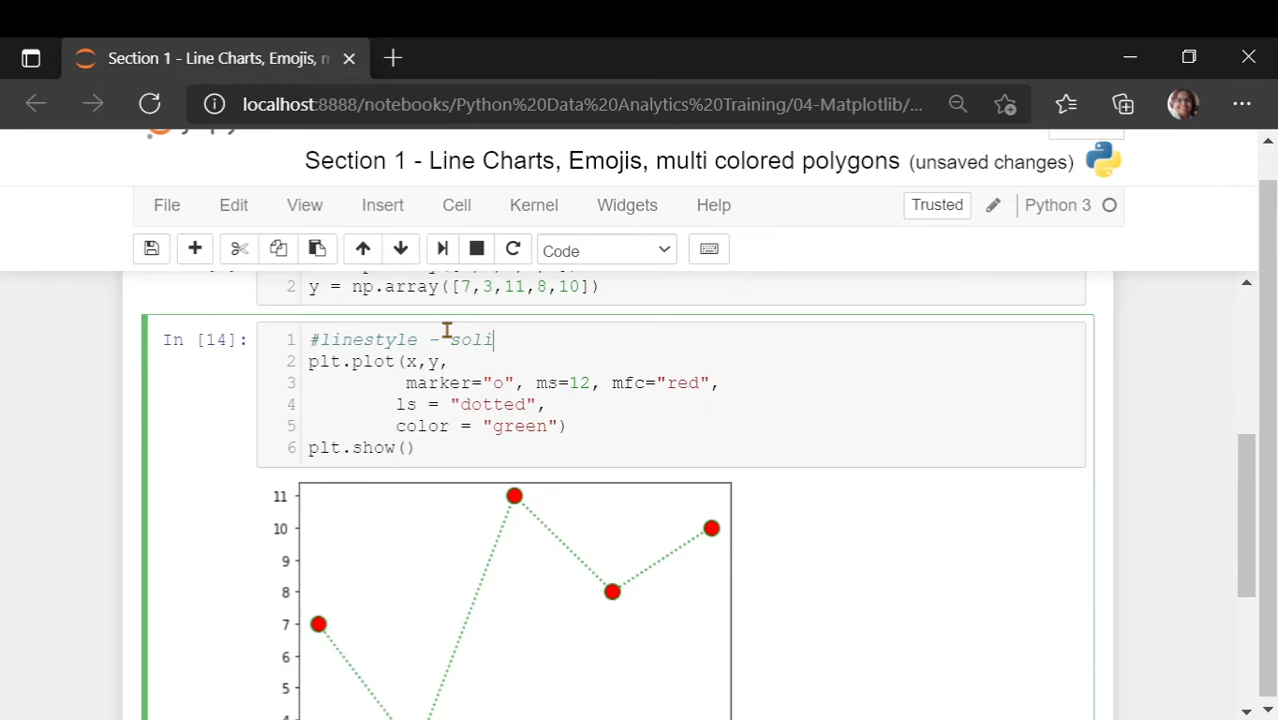 Section 1 - Line Charts, Emojis, m
localhost:8888/notebooks/Python%20Data%20Analytics%20Training/04-Matplotlib/...
Section 1 - Line Charts, Emojis, multi colored polygons (unsaved changes)
File Edit View Insert Cell Kernel Widgets Help Trusted Python 3
Code
2 y = np.array([7,3,11,8,10])
In [14]: 1 #linestyle - soli
2 plt.plot(x,y,
3 marker="o", ms=12, mfc="red",
4 ls = "dotted",
5 color = "green")
6 plt.show()
11
10
9
8
7
6
5